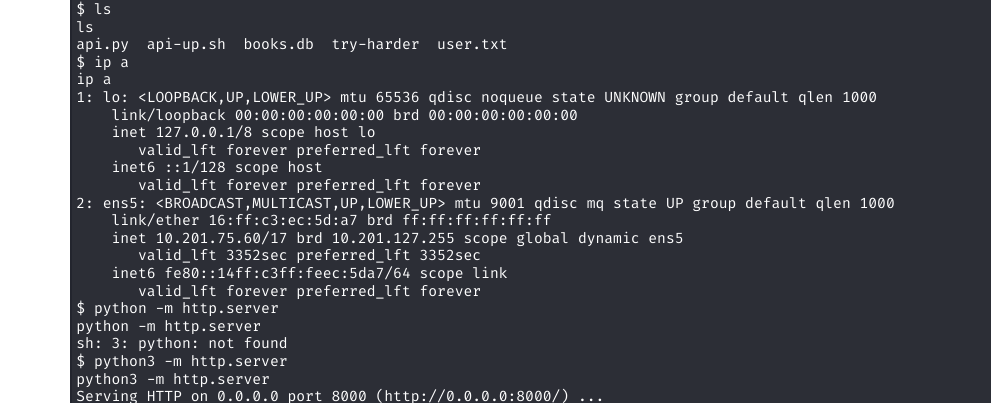 $ ls
ls
api.py  api-up.sh  books.db  try-harder  user.txt
$ ip a
ip a
1: lo: <LOOPBACK,UP,LOWER_UP> mtu 65536 qdisc noqueue state UNKNOWN group default qlen 1000
    link/loopback 00:00:00:00:00:00 brd 00:00:00:00:00:00
    inet 127.0.0.1/8 scope host lo
       valid_lft forever preferred_lft forever
    inet6 ::1/128 scope host
       valid_lft forever preferred_lft forever
2: ens5: <BROADCAST,MULTICAST,UP,LOWER_UP> mtu 9001 qdisc mq state UP group default qlen 1000
    link/ether 16:ff:c3:ec:5d:a7 brd ff:ff:ff:ff:ff:ff
    inet 10.201.75.60/17 brd 10.201.127.255 scope global dynamic ens5
       valid_lft 3352sec preferred_lft 3352sec
    inet6 fe80::14ff:c3ff:feec:5da7/64 scope link
       valid_lft forever preferred_lft forever
$ python -m http.server
python -m http.server
sh: 3: python: not found
$ python3 -m http.server
python3 -m http.server
Serving HTTP on 0.0.0.0 port 8000 (http://0.0.0.0:8000/) ...